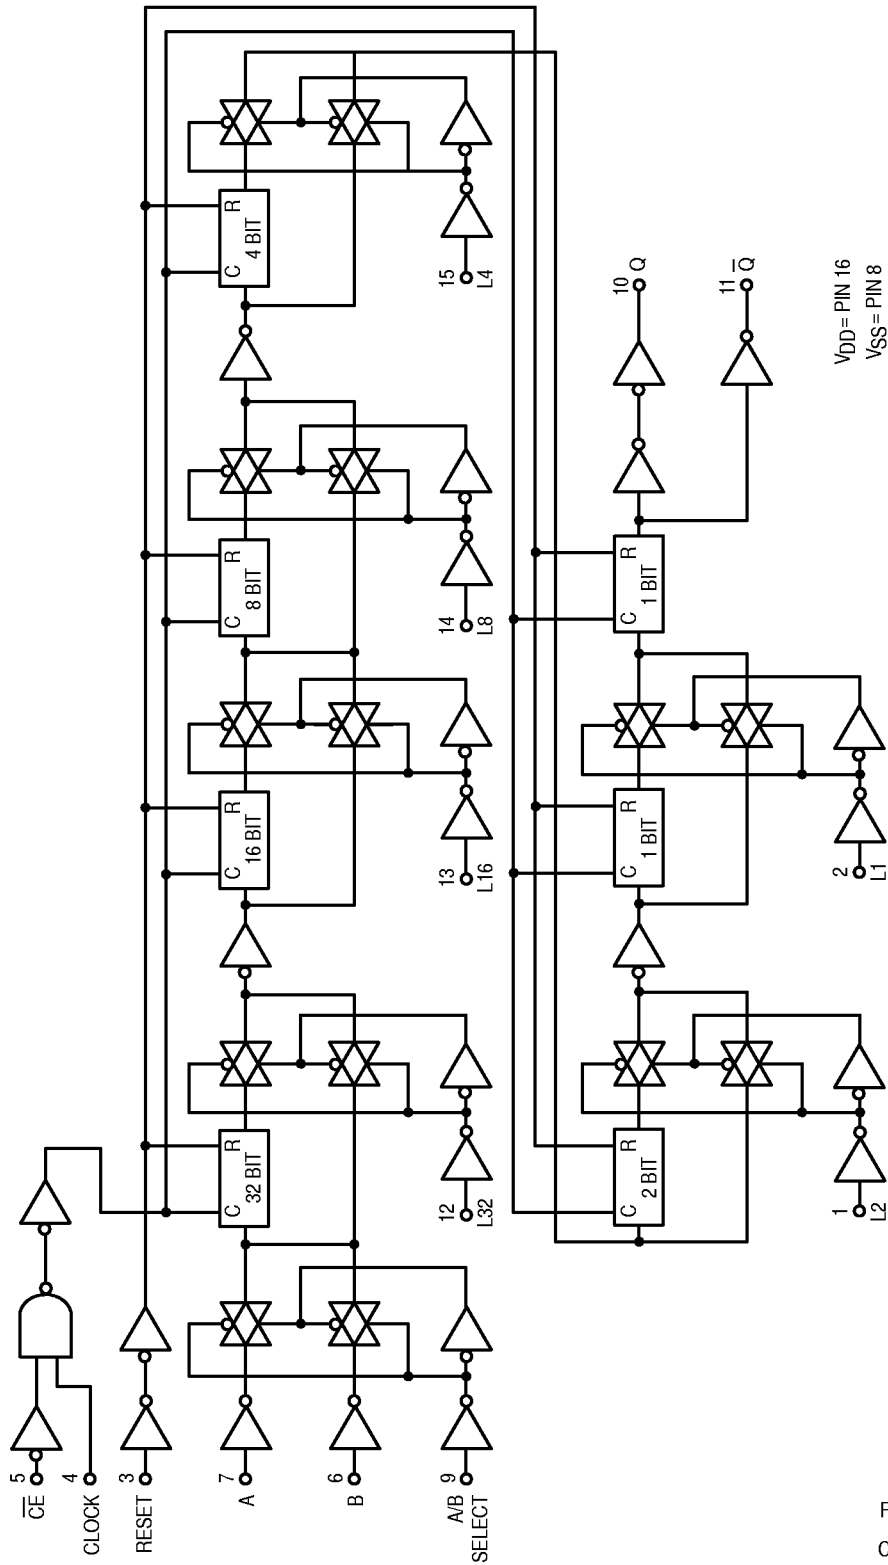 5
CE
4
CLOCK
3
RESET
7
A
6
B
9
A/B
SELECT
C
R
32 BIT
12
L32
C
R
16 BIT
13
L16
C
R
8 BIT
14
L8
C
R
4 BIT
15
L4
C
R
2 BIT
1
L2
C
R
1 BIT
2
L1
C
R
1 BIT
10
Q
11
Q
VDD = PIN 16
VSS = PIN 8
F
C